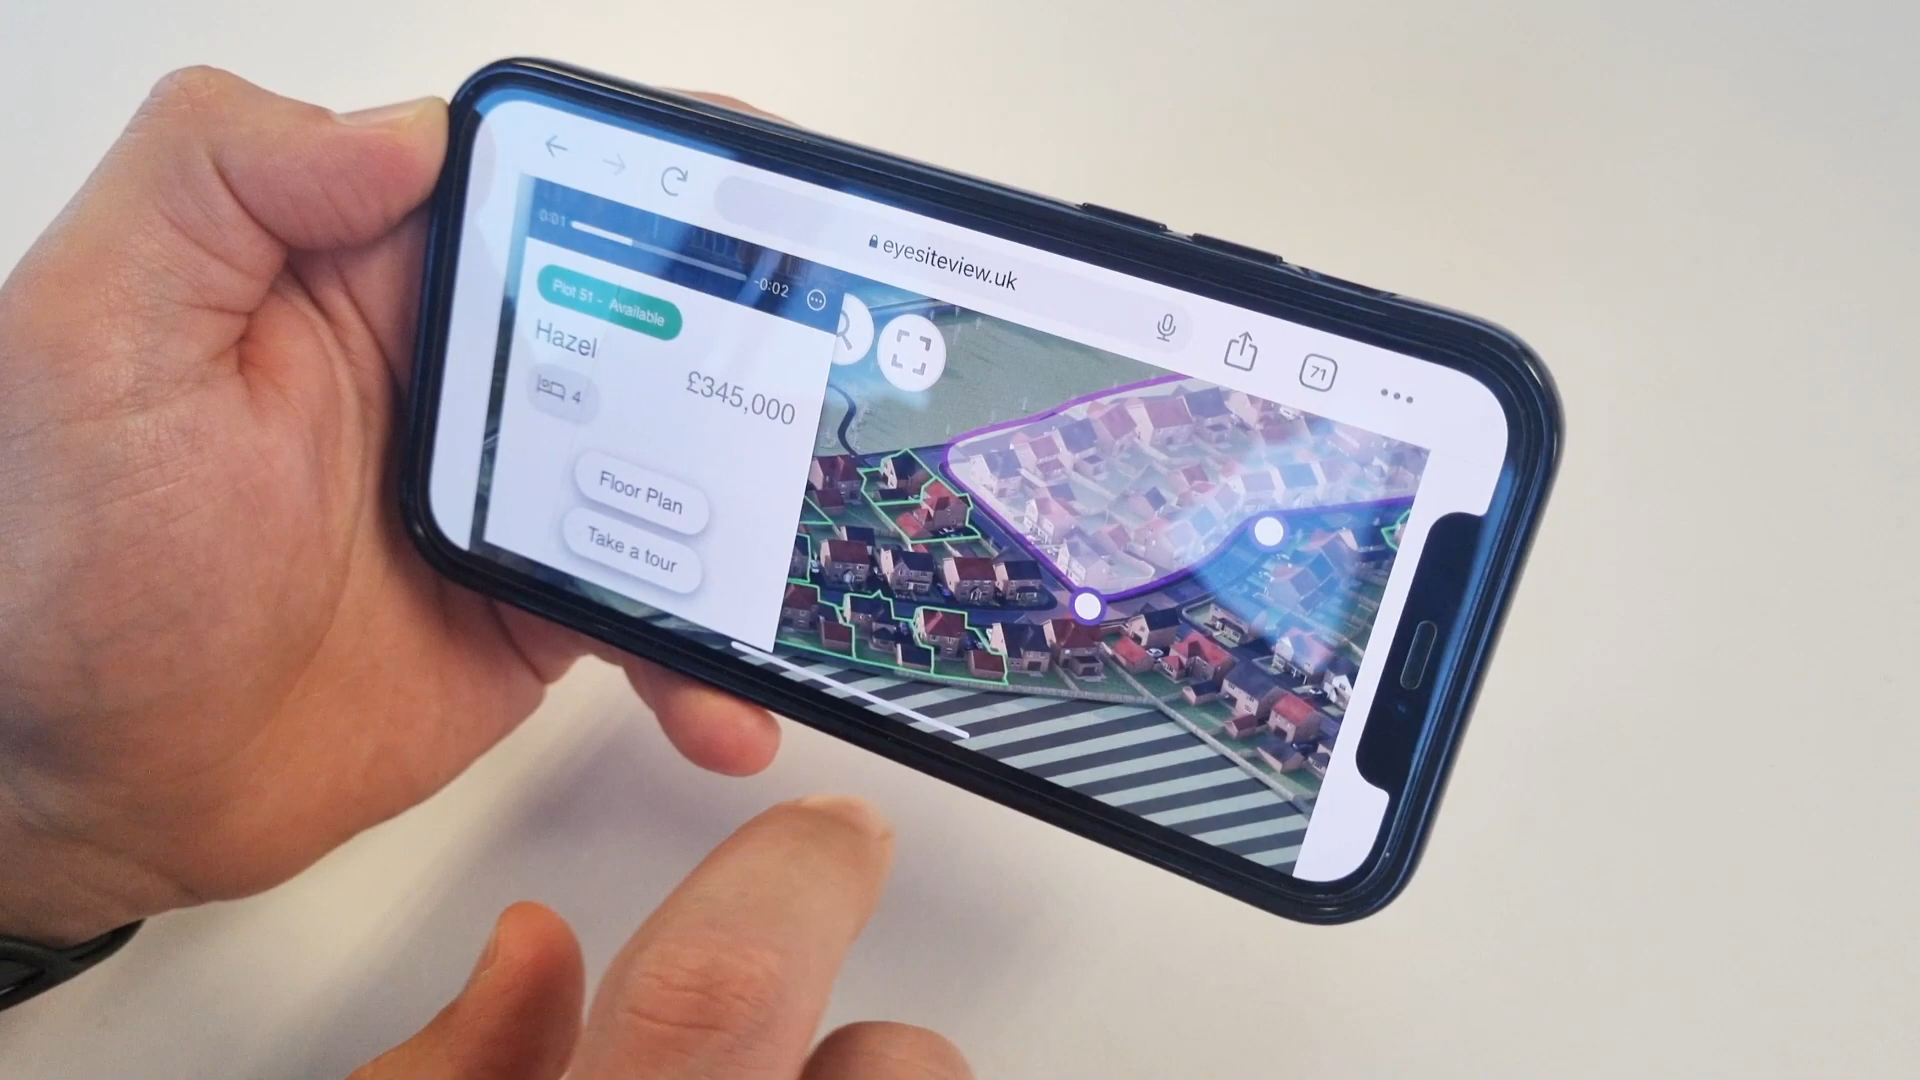 eyesiteview.uk
71
0:01
-0:02
Plot 51 - Available
Hazel
4
£345,000
Floor Plan
Take a tour